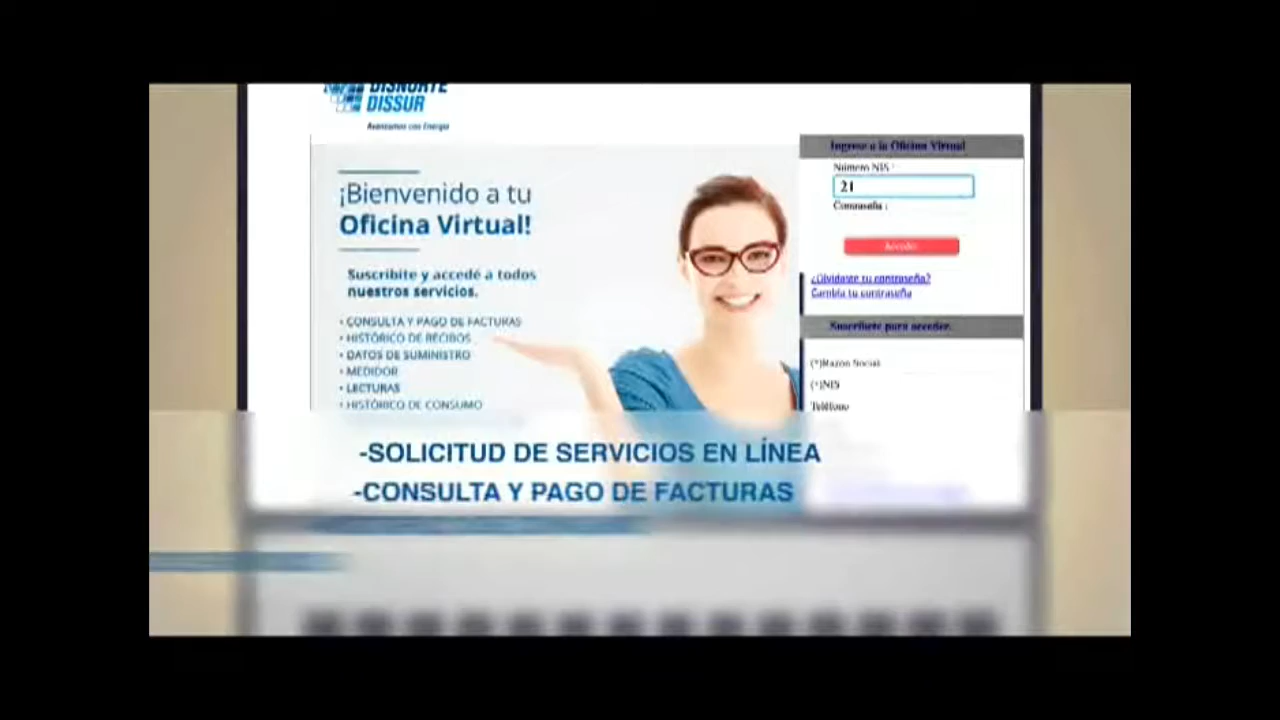 DISNORTE
DISSUR
Avanzamos con Energía
¡Bienvenido a tu
Oficina Virtual!
Suscribite y accedé a todos
nuestros servicios.
• CONSULTA Y PAGO DE FACTURAS
• HISTÓRICO DE RECIBOS
• DATOS DE SUMINISTRO
• MEDIDOR
• LECTURAS
• HISTÓRICO DE CONSUMO
Ingrese a la Oficina Virtual
Número NIS :
21
Contraseña :
Acceder
¿Olvidaste tu contraseña?
Cambia tu contraseña
Suscribete para acceder.
(*)Razon Social
(*)NIS
Teléfono
-SOLICITUD DE SERVICIOS EN LÍNEA
-CONSULTA Y PAGO DE FACTURAS